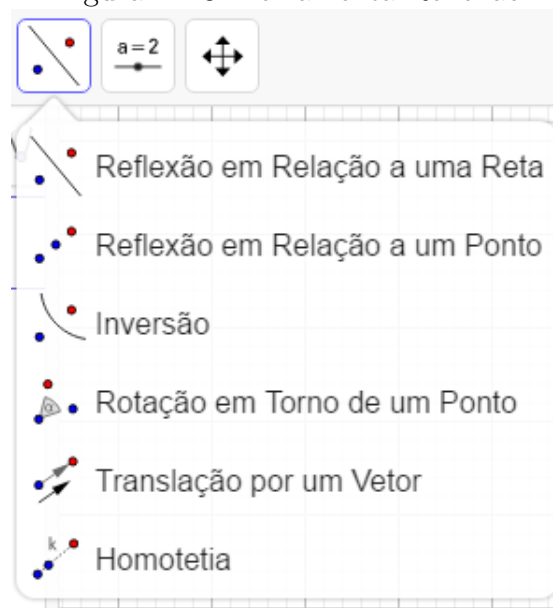 a = 2
Reflexão em Relação a uma Reta
Reflexão em Relação a um Ponto
Inversão
α
Rotação em Torno de um Ponto
Translação por um Vetor
k
Homotetia